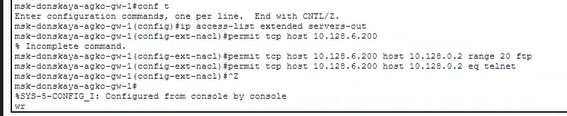 msk-donskaya-agko-gw-1#conf t
Enter configuration commands, one per line.  End with CNTL/Z.
msk-donskaya-agko-gw-1(config)#ip access-list extended servers-out
msk-donskaya-agko-gw-1(config-ext-nacl)#permit tcp host 10.128.6.200
% Incomplete command.
msk-donskaya-agko-gw-1(config-ext-nacl)#permit tcp host 10.128.6.200 host 10.128.0.2 range 20 ftp
msk-donskaya-agko-gw-1(config-ext-nacl)#permit tcp host 10.128.6.200 host 10.128.0.2 eq telnet
msk-donskaya-agko-gw-1(config-ext-nacl)#^Z
msk-donskaya-agko-gw-1#
%SYS-5-CONFIG_I: Configured from console by console
wr